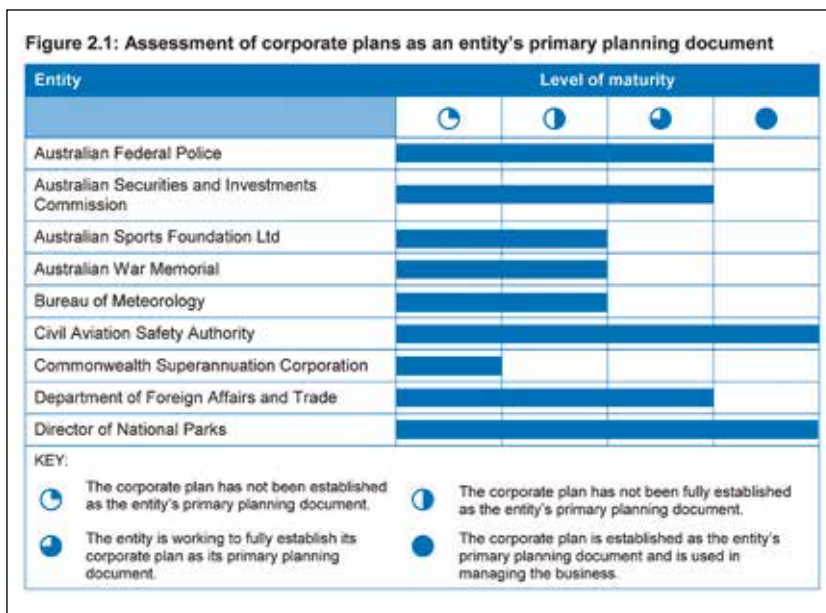 Figure 2.1: Assessment of corporate plans as an entity's primary planning document
Entity
Level of maturity
Australian Federal Police
Australian Securities and Investments
Commission
Australian Sports Foundation Ltd
Australian War Memorial
Bureau of Meteorology
Civil Aviation Safety Authority
Commonwealth Superannuation Corporation
Department of Foreign Affairs and Trade
Director of National Parks
KEY:
The corporate plan has not been established
as the entity's primary planning document.
The corporate plan has not been fully established
as the entity's primary planning document.
The entity is working to fully establish its
corporate plan as its primary planning
document.
The corporate plan is established as the entity's
primary planning document and is used in
managing the business.